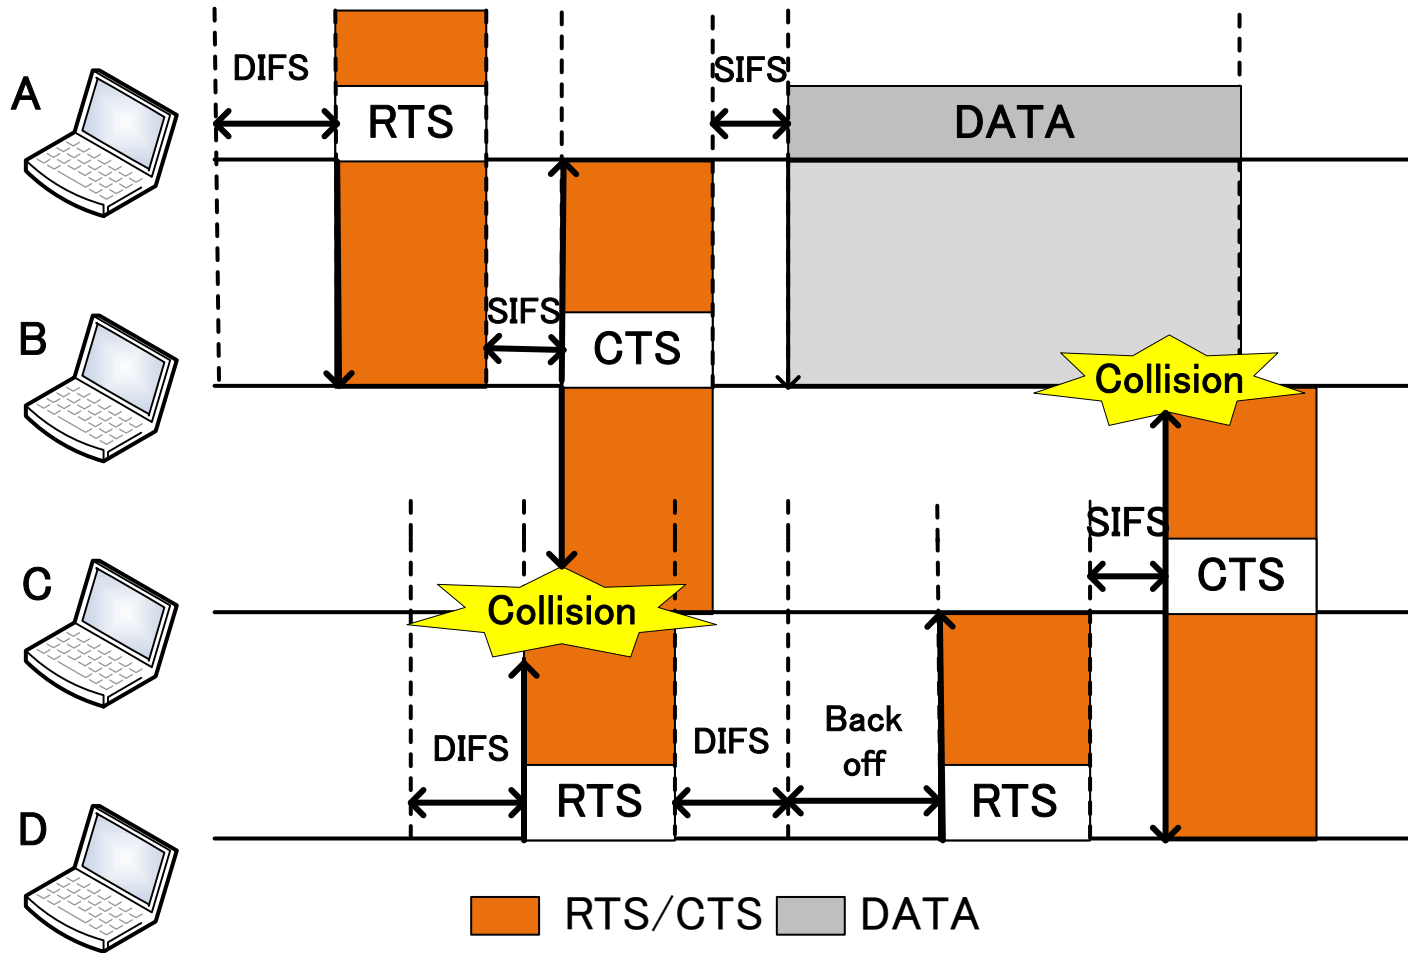 DIFS
SIFS
A
RTS
DATA
SIFS
B
CTS
Collision
SIFS
C
Collision
CTS
DIFS
DIFS
Back
off
RTS
RTS
D
RTS/CTS
DATA